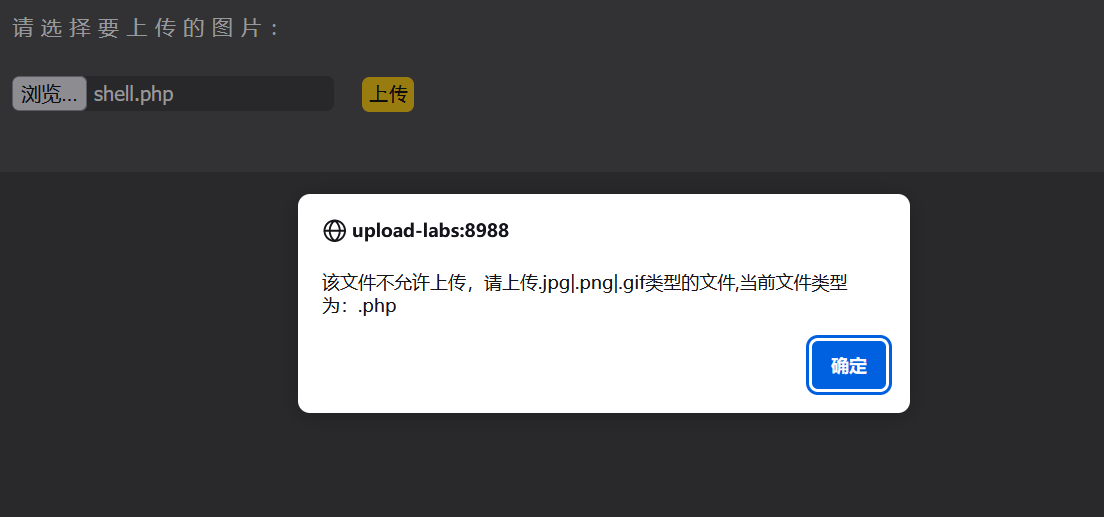 请选择要上传的图片：
浏览... shell.php 上传
upload-labs:8988
该文件不允许上传，请上传.jpg|.png|.gif类型的文件,当前文件类型
为：.php
确定